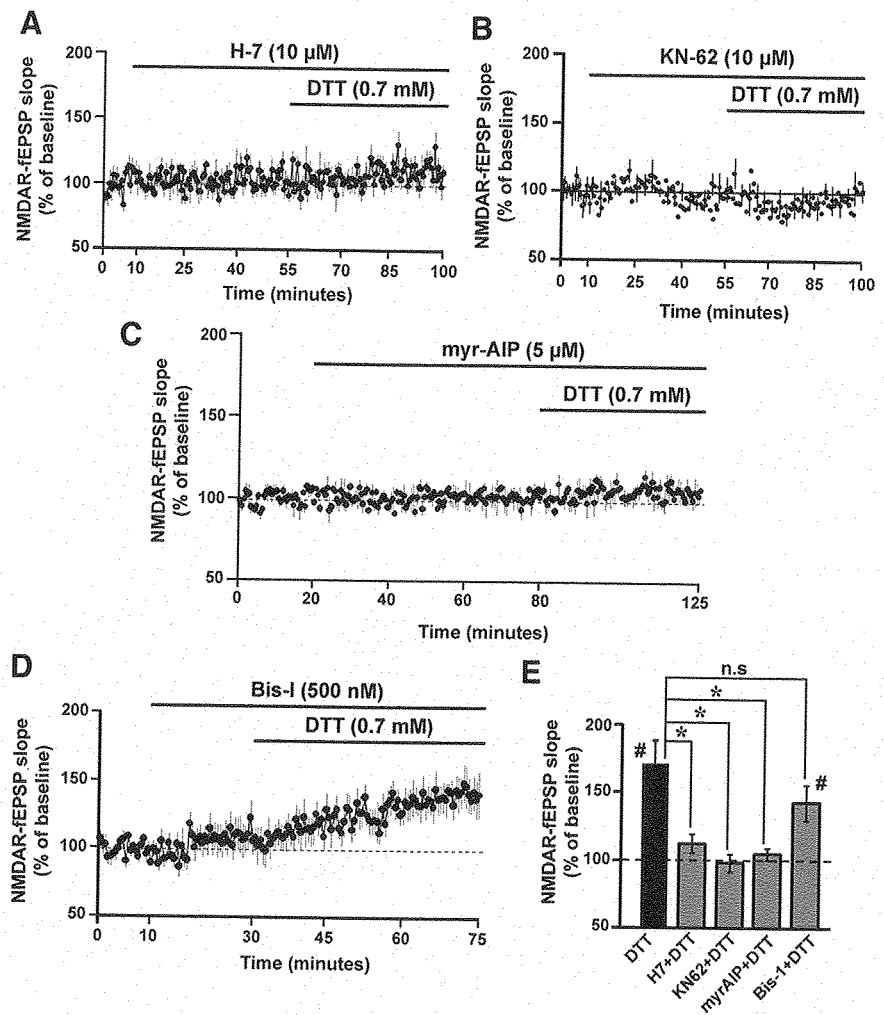 A
H-7 (10 µM)
DTT (0.7 mM)
NMDAR-fEPSP slope
(% of baseline)
200
150
100
50
0 10 25 40 55 70 85 100
Time (minutes)
B
KN-62 (10 µM)
DTT (0.7 mM)
NMDAR-fEPSP slope
(% of baseline)
200
150
100
50
0 10 25 40 55 70 85 100
Time (minutes)
C
myr-AIP (5 µM)
DTT (0.7 mM)
NMDAR-fEPSP slope
(% of baseline)
200
150
100
50
0 20 40 60 80 125
Time (minutes)
D
Bis-I (500 nM)
DTT (0.7 mM)
NMDAR-fEPSP slope
(% of baseline)
200
150
100
50
0 10 30 45 60 75
Time (minutes)
E
n.s
*
*
*
# #
NMDAR-fEPSP slope
(% of baseline)
200
150
100
50
DTT
H7+DTT
KN62+DTT
myrAIP+DTT
Bis-1+DTT